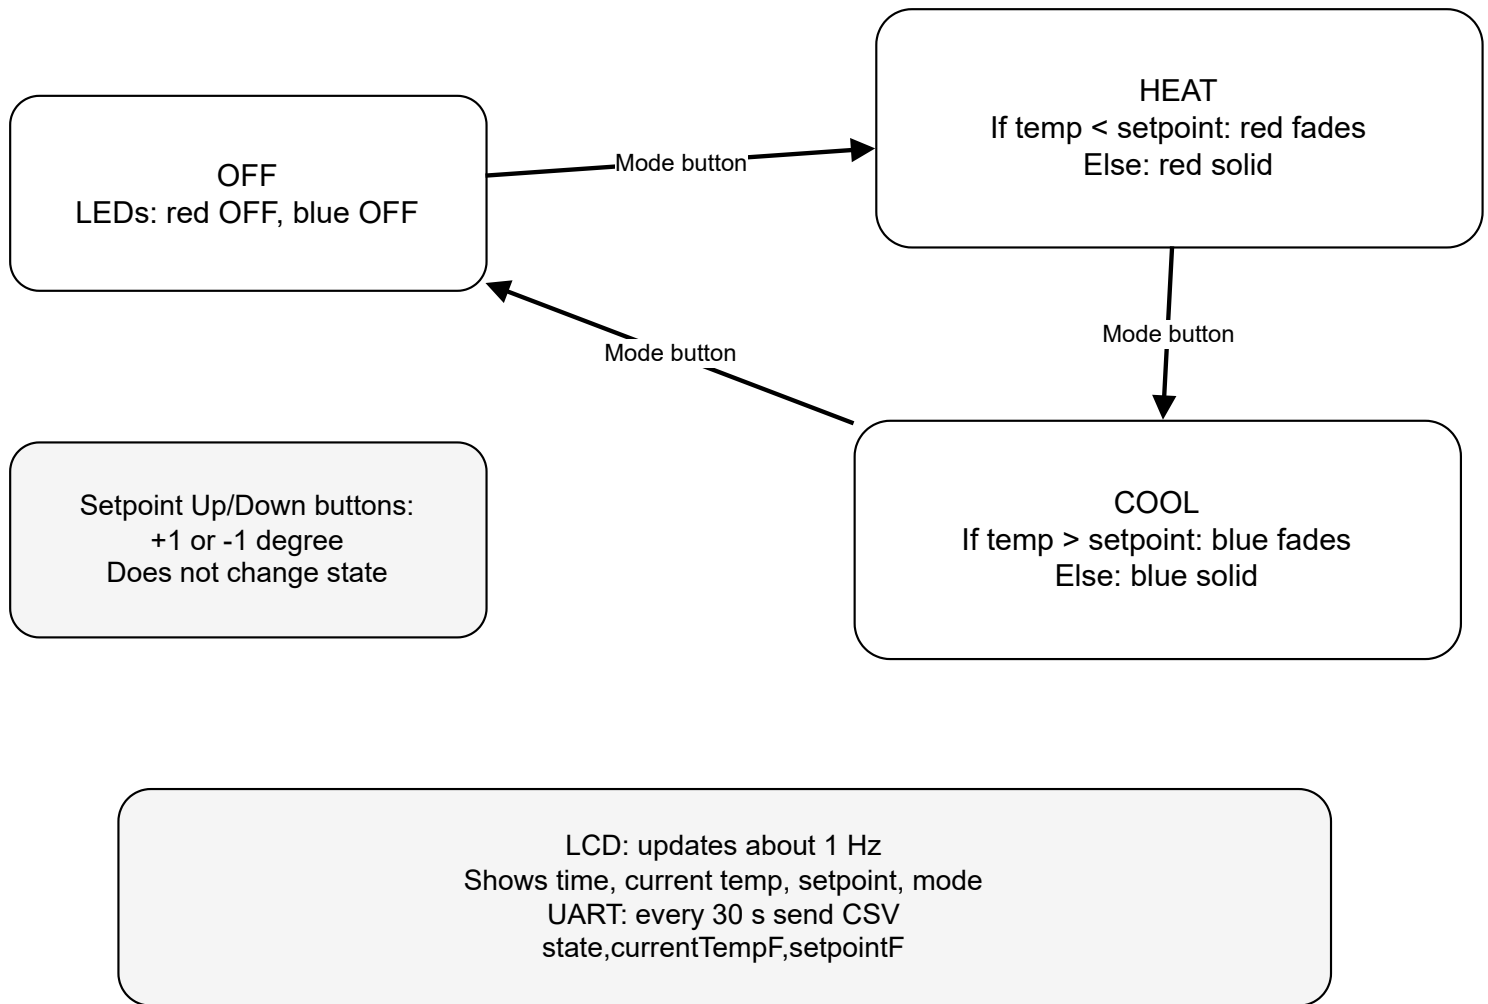 OFF
LEDs: red OFF, blue OFF
Mode button
HEAT
If temp < setpoint: red fades
Else: red solid
Mode button
Mode button
COOL
If temp > setpoint: blue fades
Else: blue solid
Setpoint Up/Down buttons:
+1 or -1 degree
Does not change state
LCD: updates about 1 Hz
Shows time, current temp, setpoint, mode
UART: every 30 s send CSV
state,currentTempF,setpointF